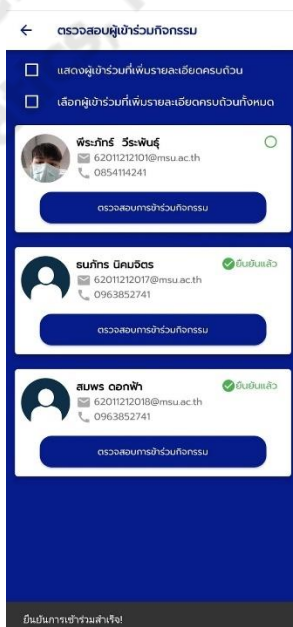 ตรวจสอบผู้เข้าร่วมกิจกรรม
แสดงผู้เข้าร่วมที่เพิ่มรายละเอียดครบถ้วน
เลือกผู้เข้าร่วมที่เพิ่มรายละเอียดครบถ้วนทั้งหมด
พีระภัทร์ วีระพันธุ์
62011212101@msu.ac.th
0854114241
ตรวจสอบการเข้าร่วมกิจกรรม
ธนภัทร นิคมจิตร
ยืนยันแล้ว
62011212017@msu.ac.th
0963852741
ตรวจสอบการเข้าร่วมกิจกรรม
สมพร ดอกฟ้า
ยืนยันแล้ว
62011212018@msu.ac.th
0963852741
ตรวจสอบการเข้าร่วมกิจกรรม
ยืนยันการเข้าร่วมสำเร็จ!